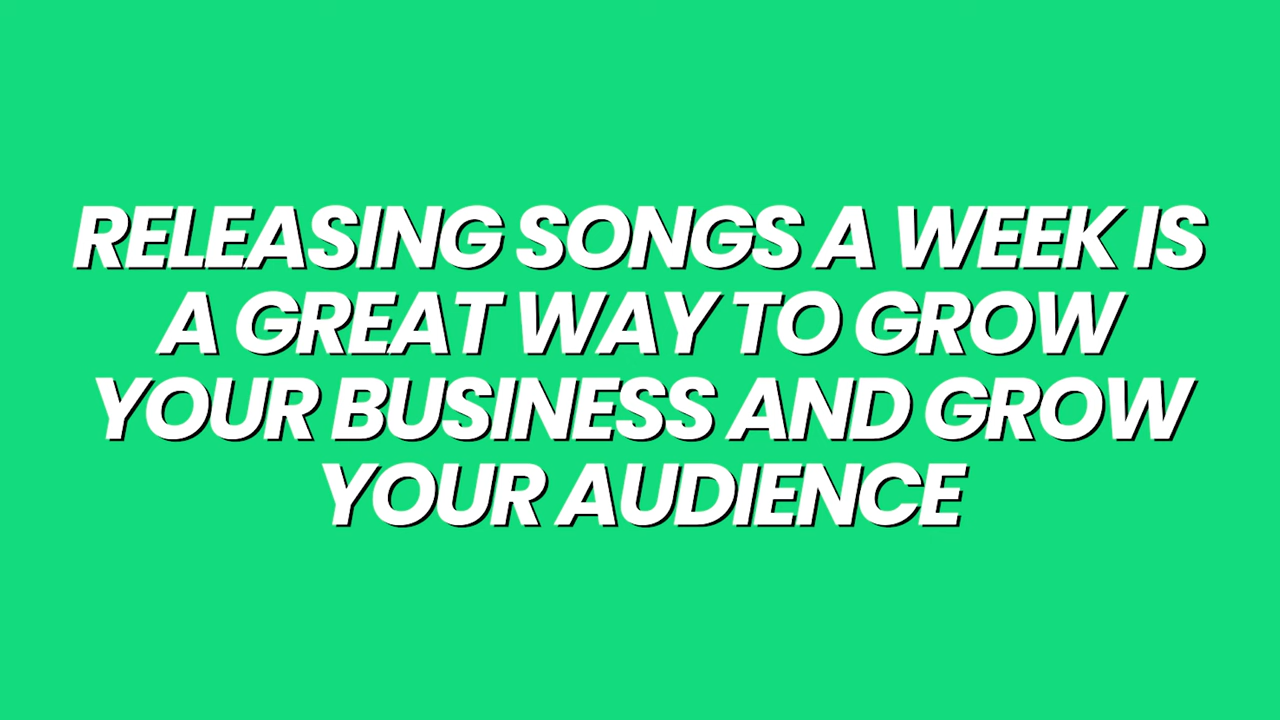 RELEASING SONGS A WEEK IS
A GREAT WAY TO GROW
YOUR BUSINESS AND GROW
YOUR AUDIENCE